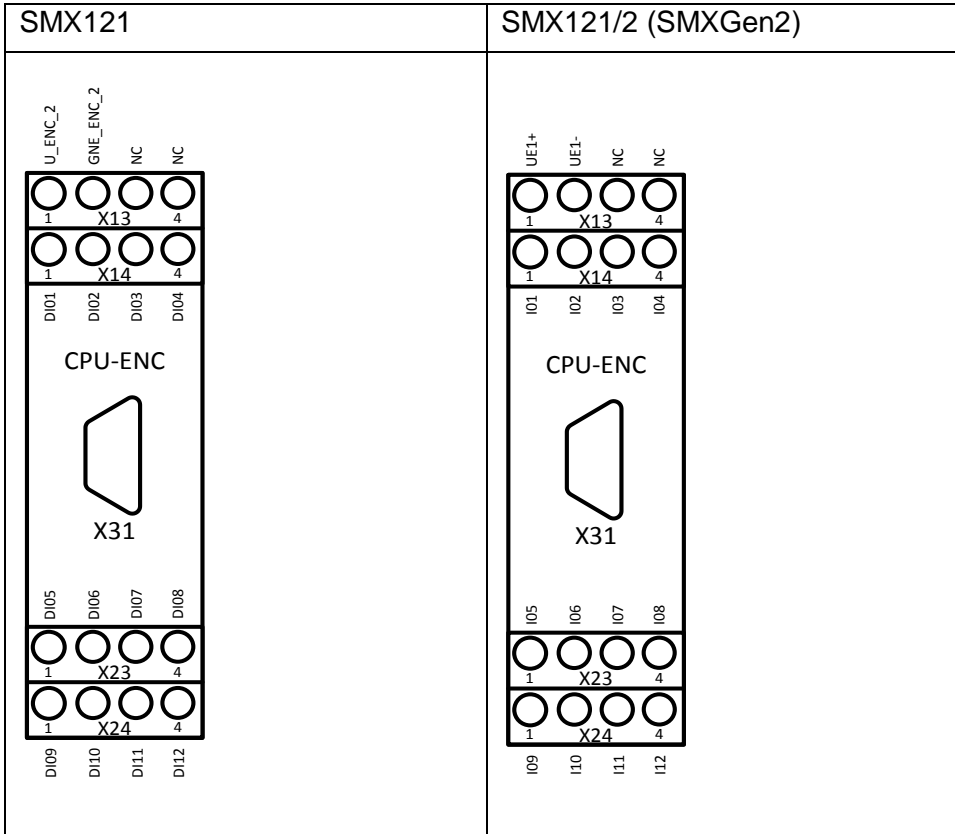 SMX121
U_ENC_2 GNE_ENC_2 NC NC
1 X13 4
1 X14 4
DI01 DI02 DI03 DI04
CPU-ENC
X31
DI05 DI06 DI07 DI08
1 X23 4
1 X24 4
DI09 DI10 DI11 DI12
SMX121/2 (SMXGen2)
UE1+ UE1- NC NC
1 X13 4
1 X14 4
I01 I02 I03 I04
CPU-ENC
X31
I05 I06 I07 I08
1 X23 4
1 X24 4
I09 I10 I11 I12